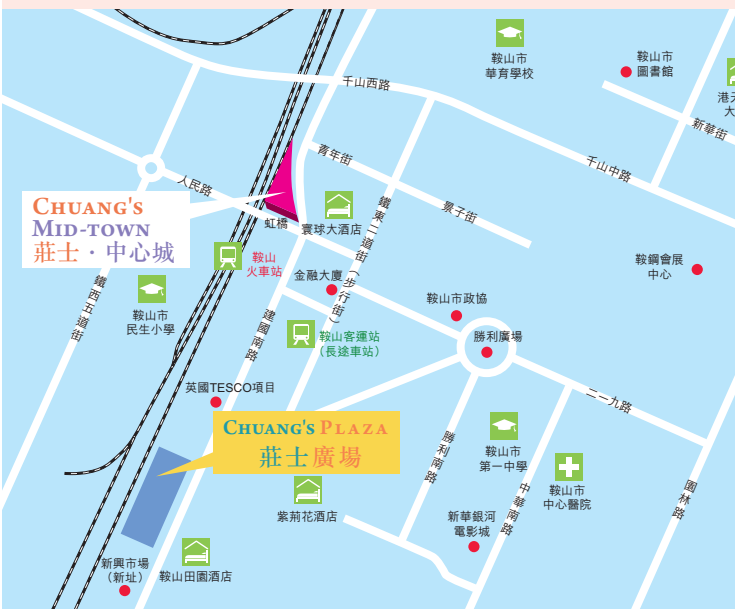 鞍山市
華育學校
鞍山市
圖書館
港天
大
千山西路
新華街
青年街
千山中路
人民路
CHUANG'S
MID-TOWN
莊士·中心城
虹橋
寰球大酒店
景子街
鐵東二道街（步行街）
鞍山
火車站
金融大廈
鞍鋼會展
中心
鐵西五道街
鞍山市
民生小學
建國南路
鞍山市政協
鞍山客運站
（長途車站）
勝利廣場
英國TESCO項目
二一九路
CHUANG'S PLAZA
莊士廣場
勝利南路
鞍山市
第一中學
中華南路
鞍山市
中心醫院
園林路
紫荊花酒店
新華銀河
電影城
新興市場
（新址）
鞍山田園酒店